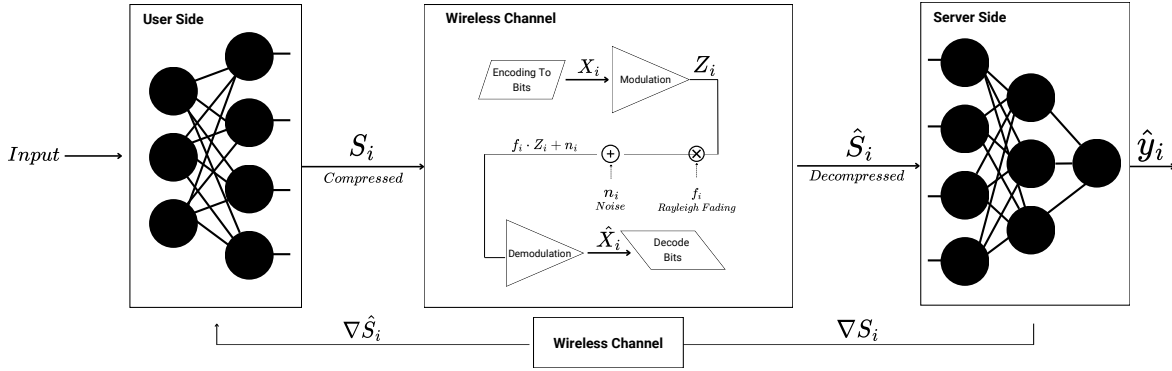 User Side
Wireless Channel
Server Side
Encoding To
Bits
X_i
Modulation
Z_i
Input
S_i
Compressed
f_i · Z_i + n_i
n_i
Noise
f_i
Rayleigh Fading
Ŝ_i
Decompressed
ŷ_i
Demodulation
X̂_i
Decode
Bits
∇Ŝ_i
Wireless Channel
∇S_i